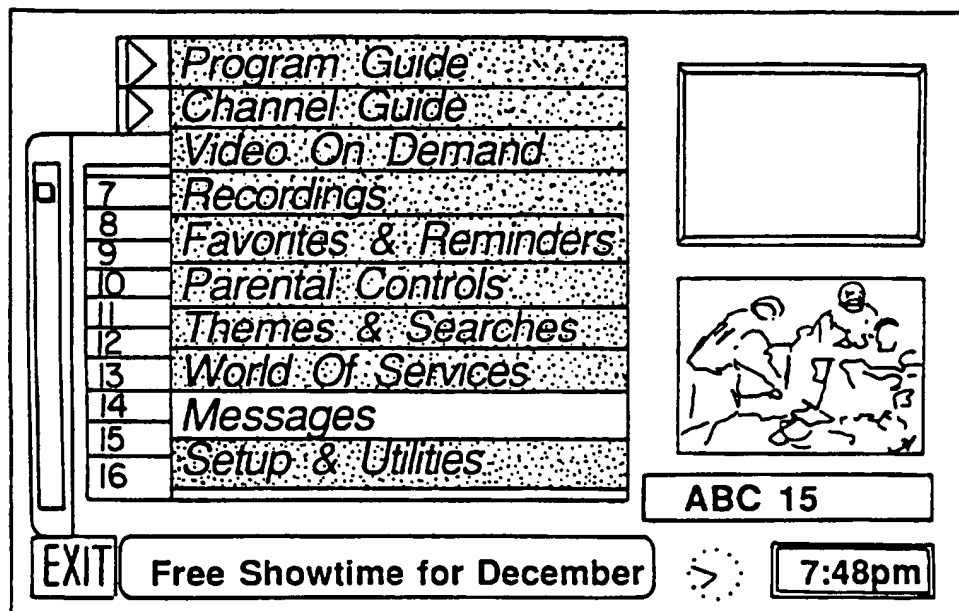 Program Guide
Channel Guide
Video On Demand
7 Recordings
8
9 Favorites & Reminders
10 Parental Controls
11
12 Themes & Searches
13 World Of Services
14 Messages
15
16 Setup & Utilities
ABC 15
EXIT Free Showtime for December 7:48pm